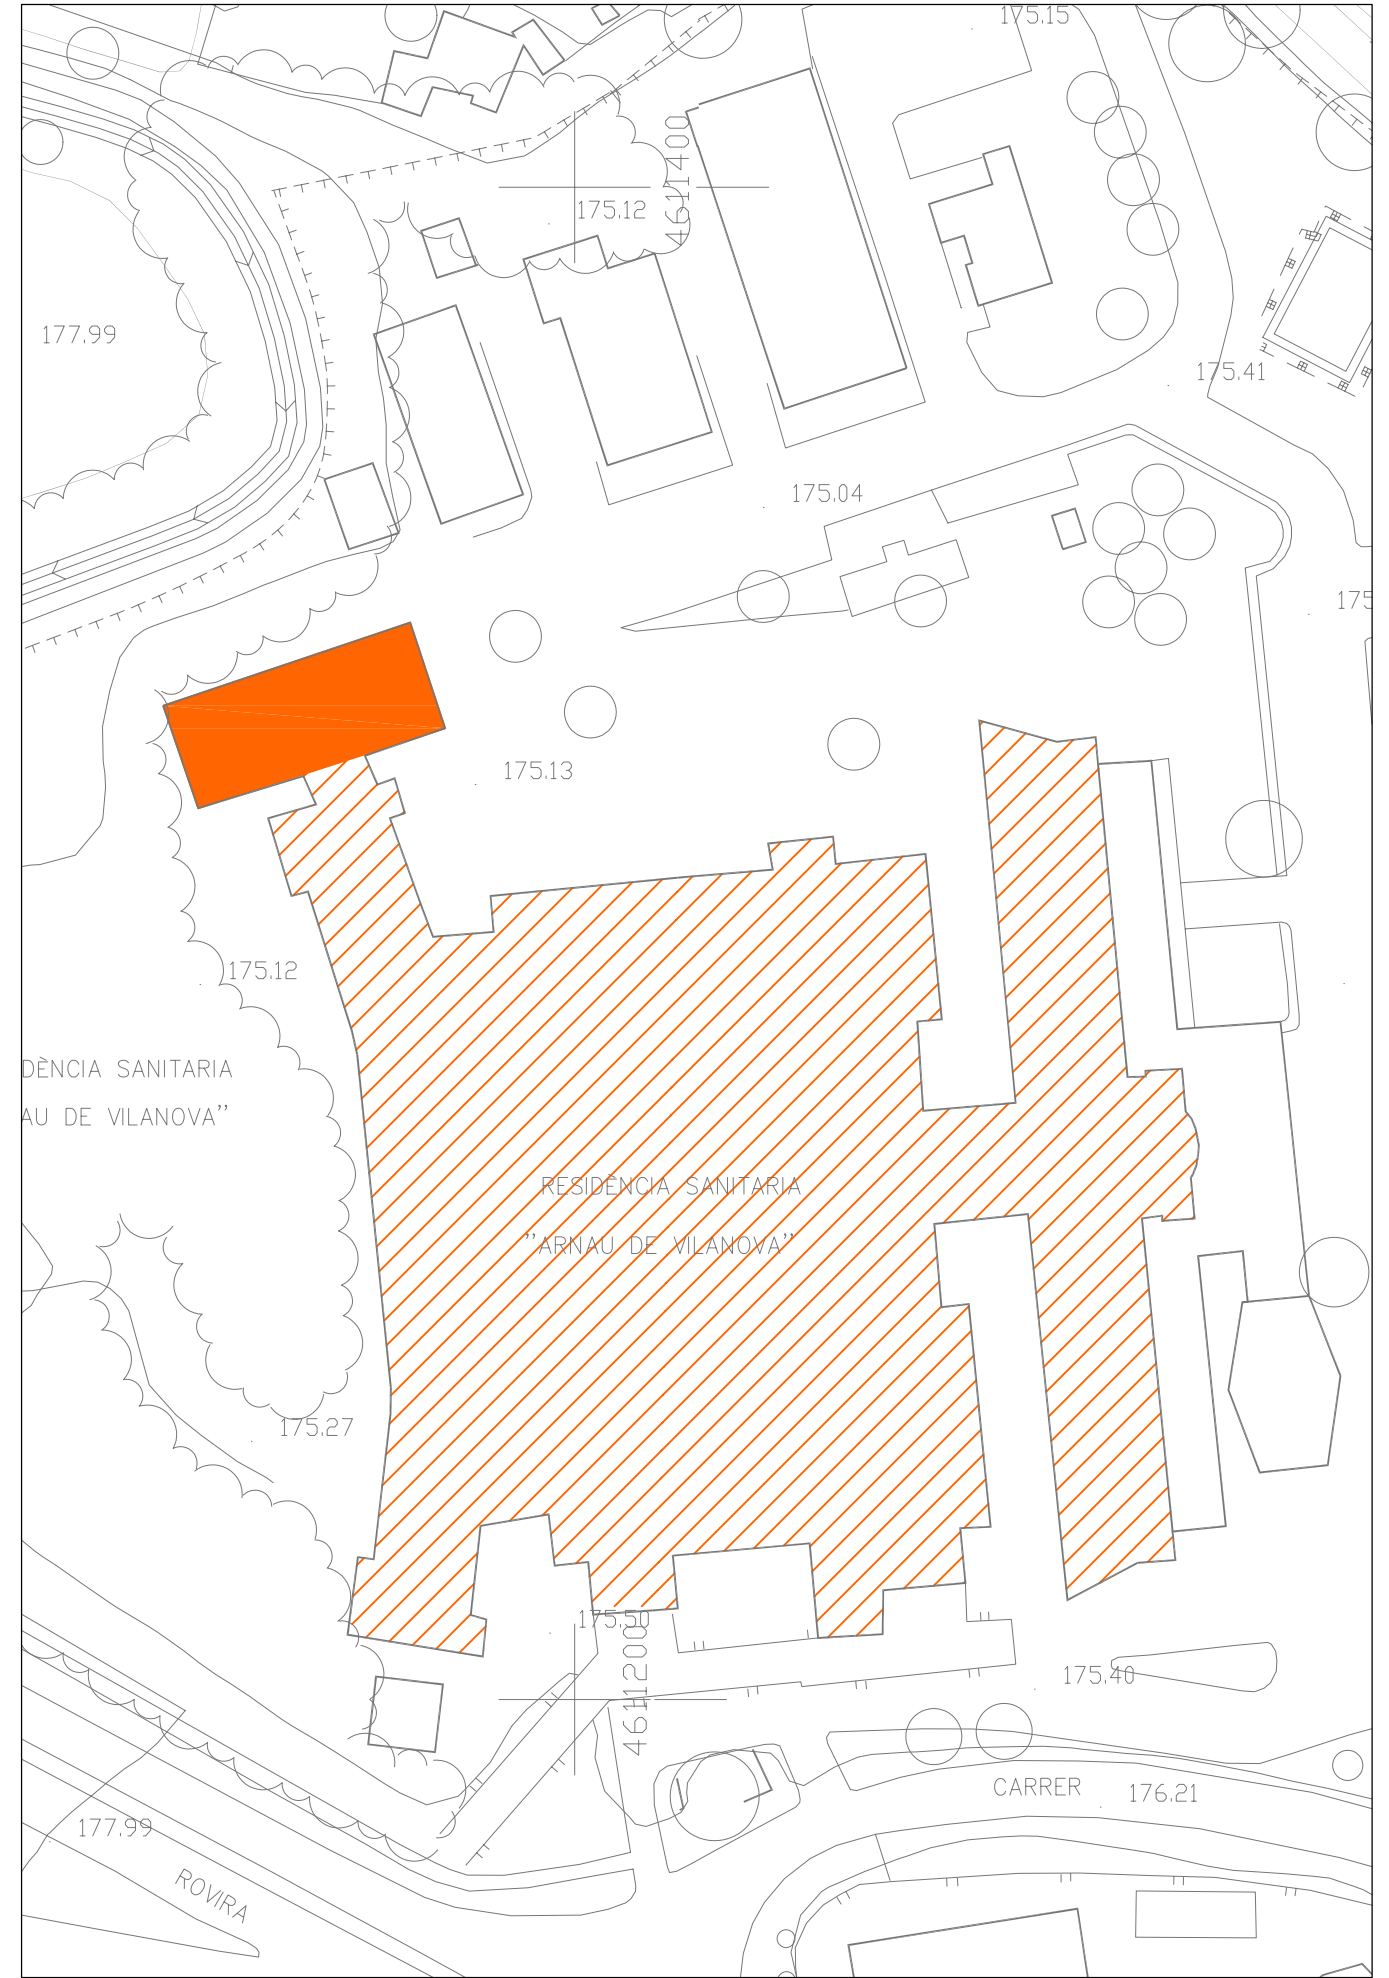 175.15
4611400
175.12
177.99
175.41
175.04
175
175.13
175.12
DÈNCIA SANITARIA
AU DE VILANOVA"
RESIDÈNCIA SANITARIA
"ARNAU DE VILANOVA"
175.27
175.50
4611200
175.40
CARRER 176.21
177.99
ROVIRA